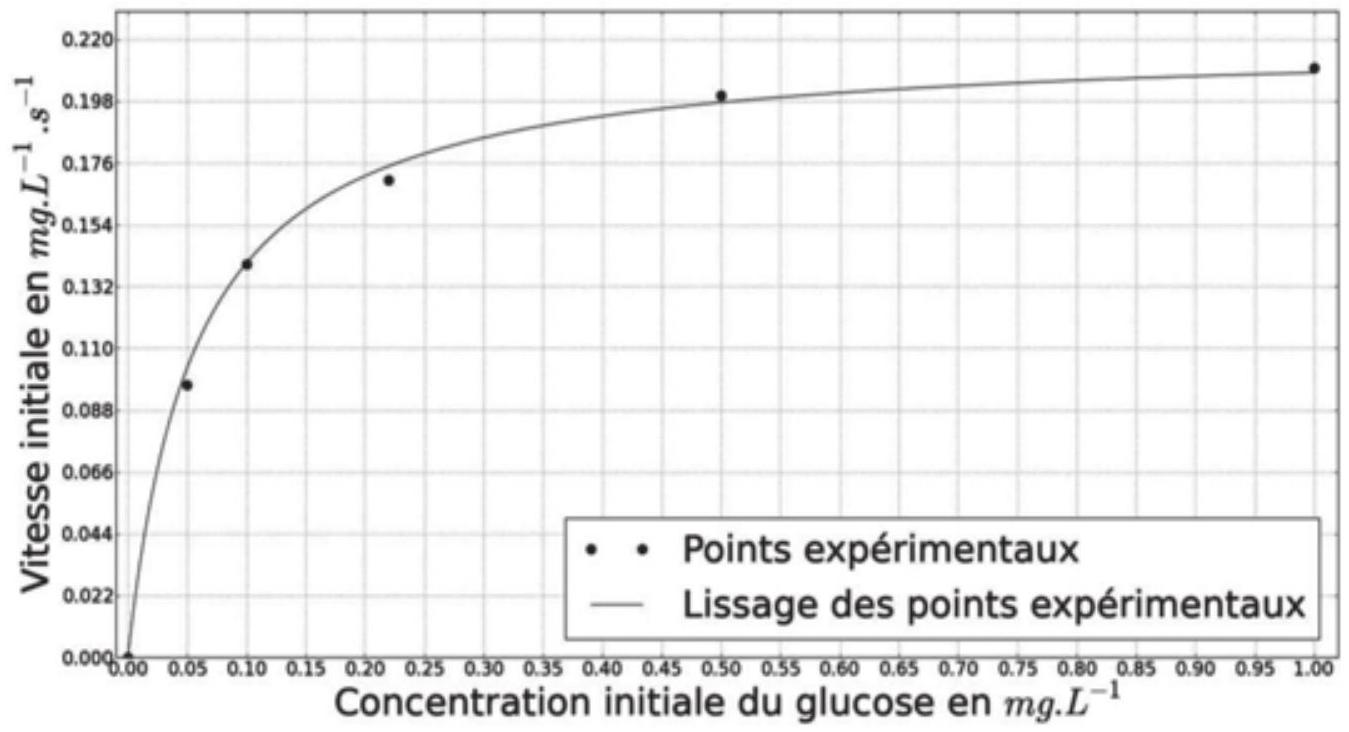 Vitesse initiale en mg.L⁻¹.s⁻¹
0.220
0.198
0.176
0.154
0.132
0.110
0.088
0.066
0.044
0.022
0.000
Points expérimentaux
Lissage des points expérimentaux
0.00 0.05 0.10 0.15 0.20 0.25 0.30 0.35 0.40 0.45 0.50 0.55 0.60 0.65 0.70 0.75 0.80 0.85 0.90 0.95 1.00
Concentration initiale du glucose en mg.L⁻¹